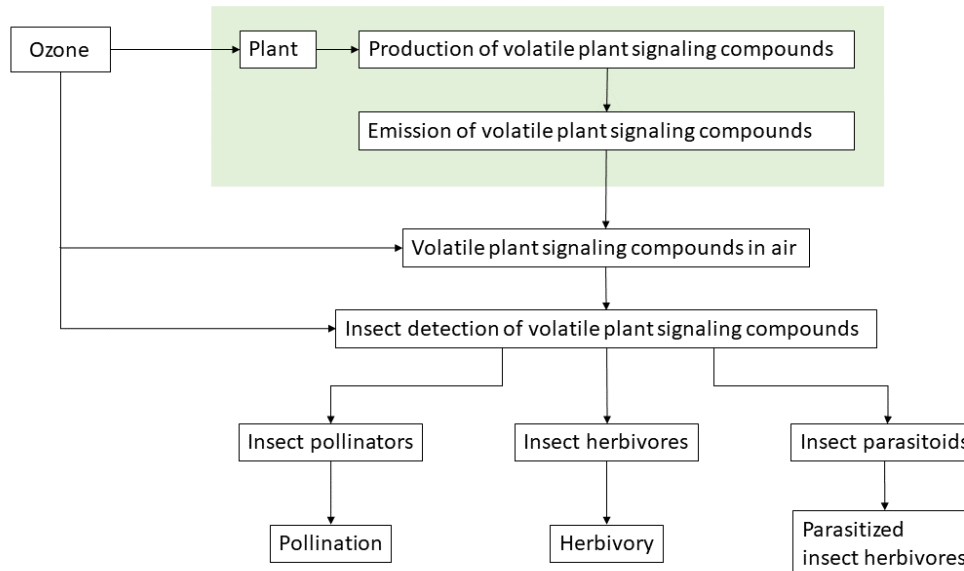 Ozone
Plant
Production of volatile plant signaling compounds
Emission of volatile plant signaling compounds
Volatile plant signaling compounds in air
Insect detection of volatile plant signaling compounds
Insect pollinators
Insect herbivores
Insect parasitoids
Pollination
Herbivory
Parasitized
insect herbivores